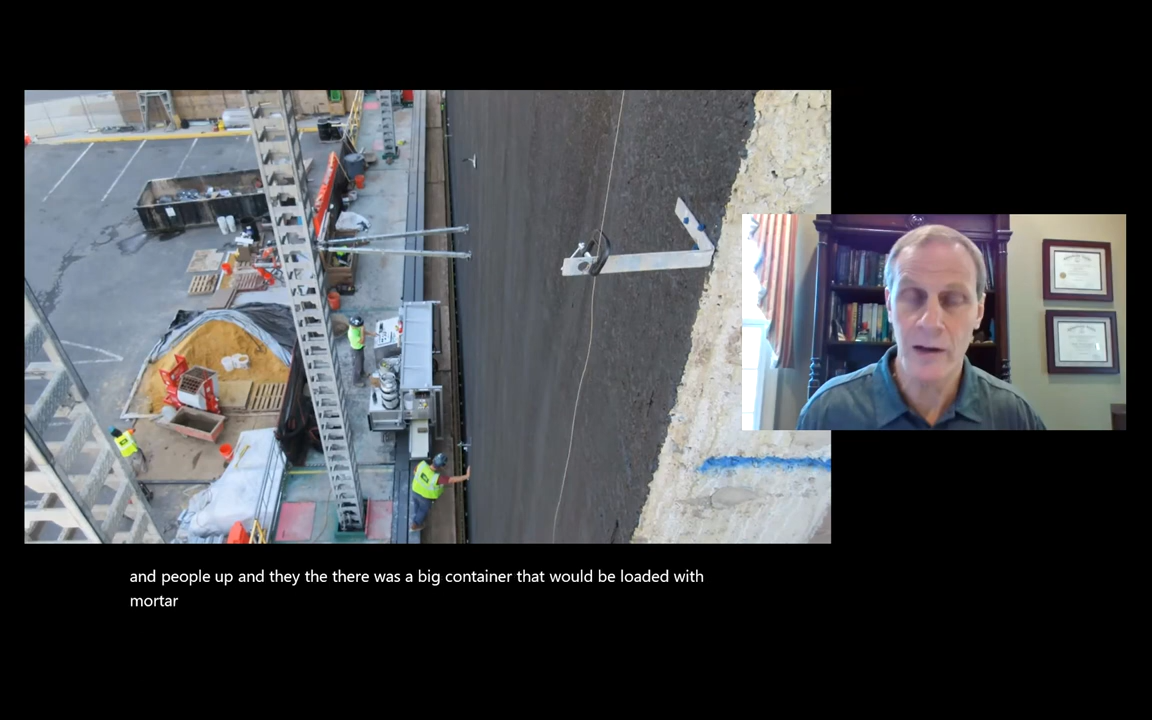 and people up and they the there was a big container that would be loaded with
mortar